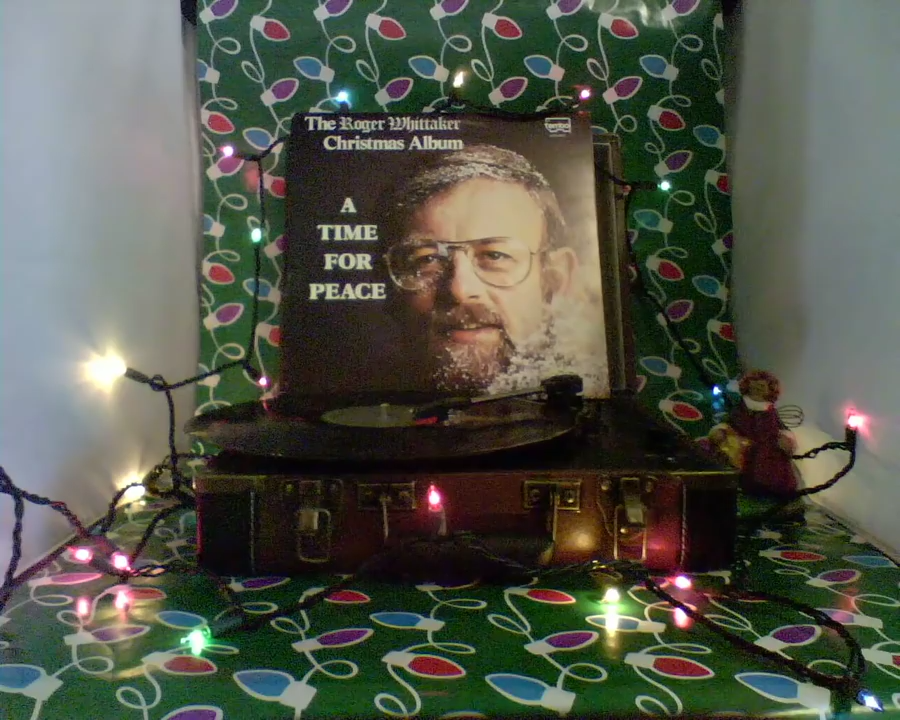 The Roger Whittaker
Christmas Album
A
TIME
FOR
PEACE